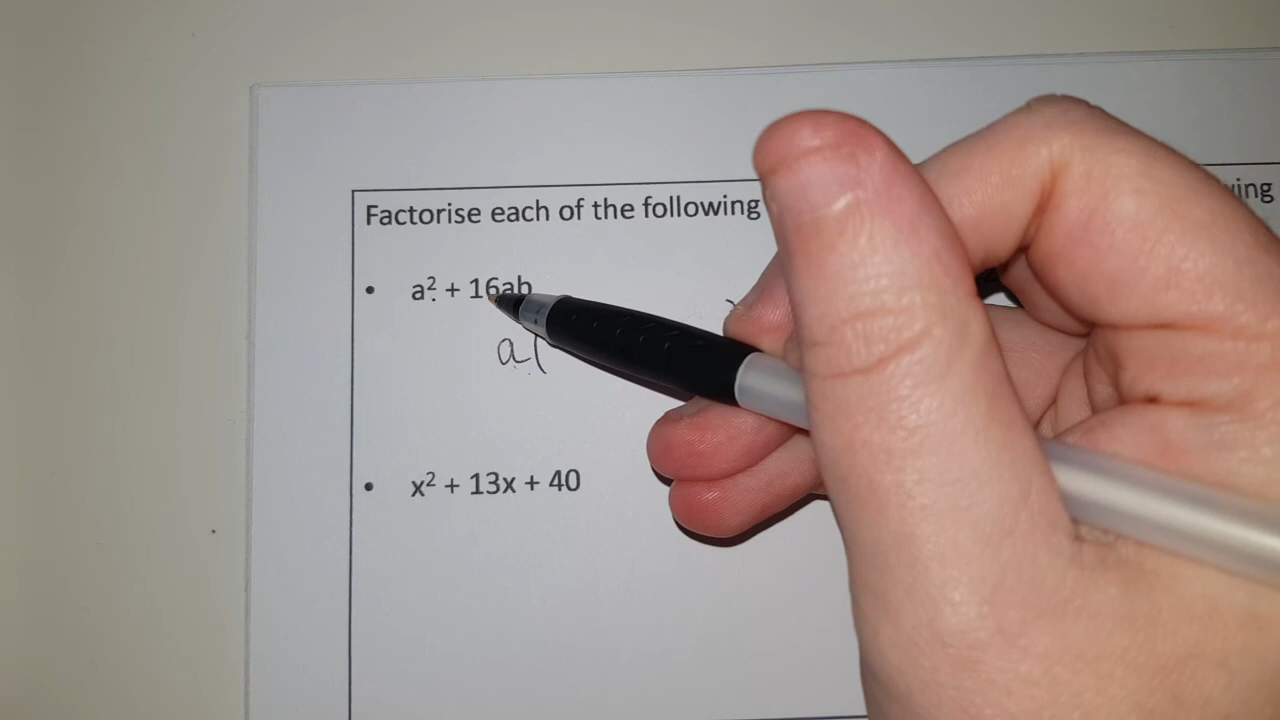 Factorise each of the following
• a² + 16ab
a(
• x² + 13x + 40